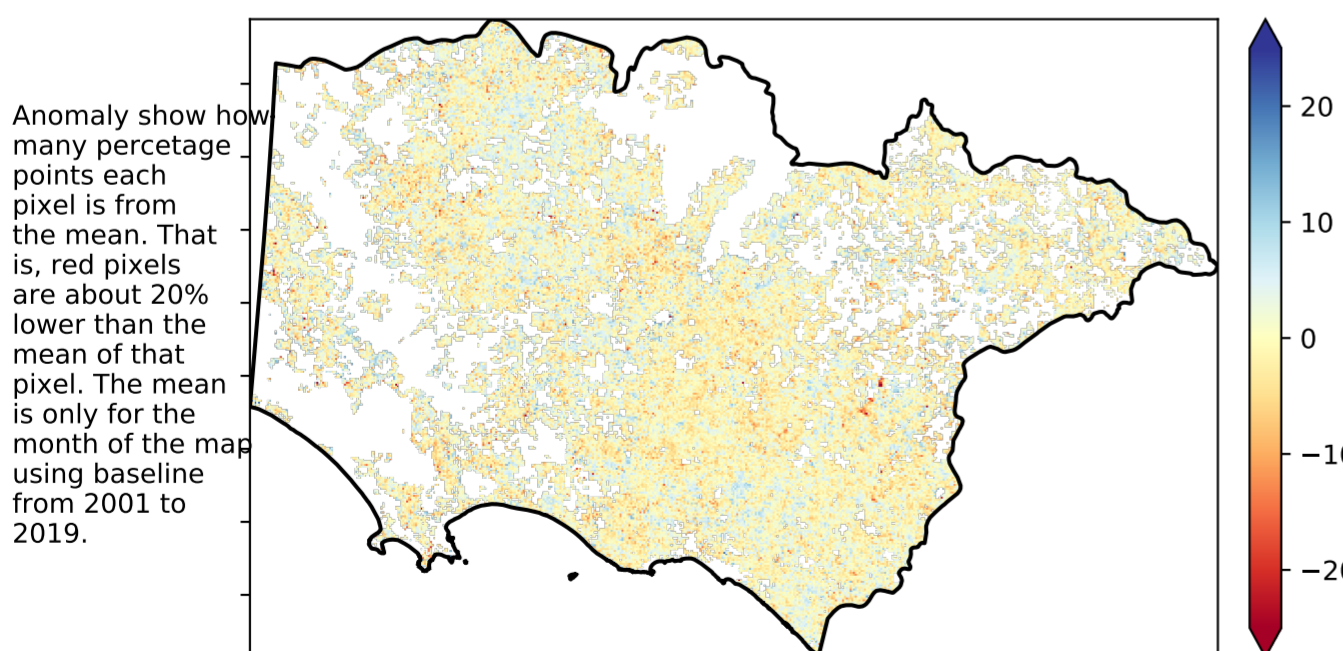 Anomaly show how
many percetage
points each
pixel is from
the mean. That
is, red pixels
are about 20%
lower than the
mean of that
pixel. The mean
is only for the
month of the map
using baseline
from 2001 to
2019.
20
10
0
−10
−20